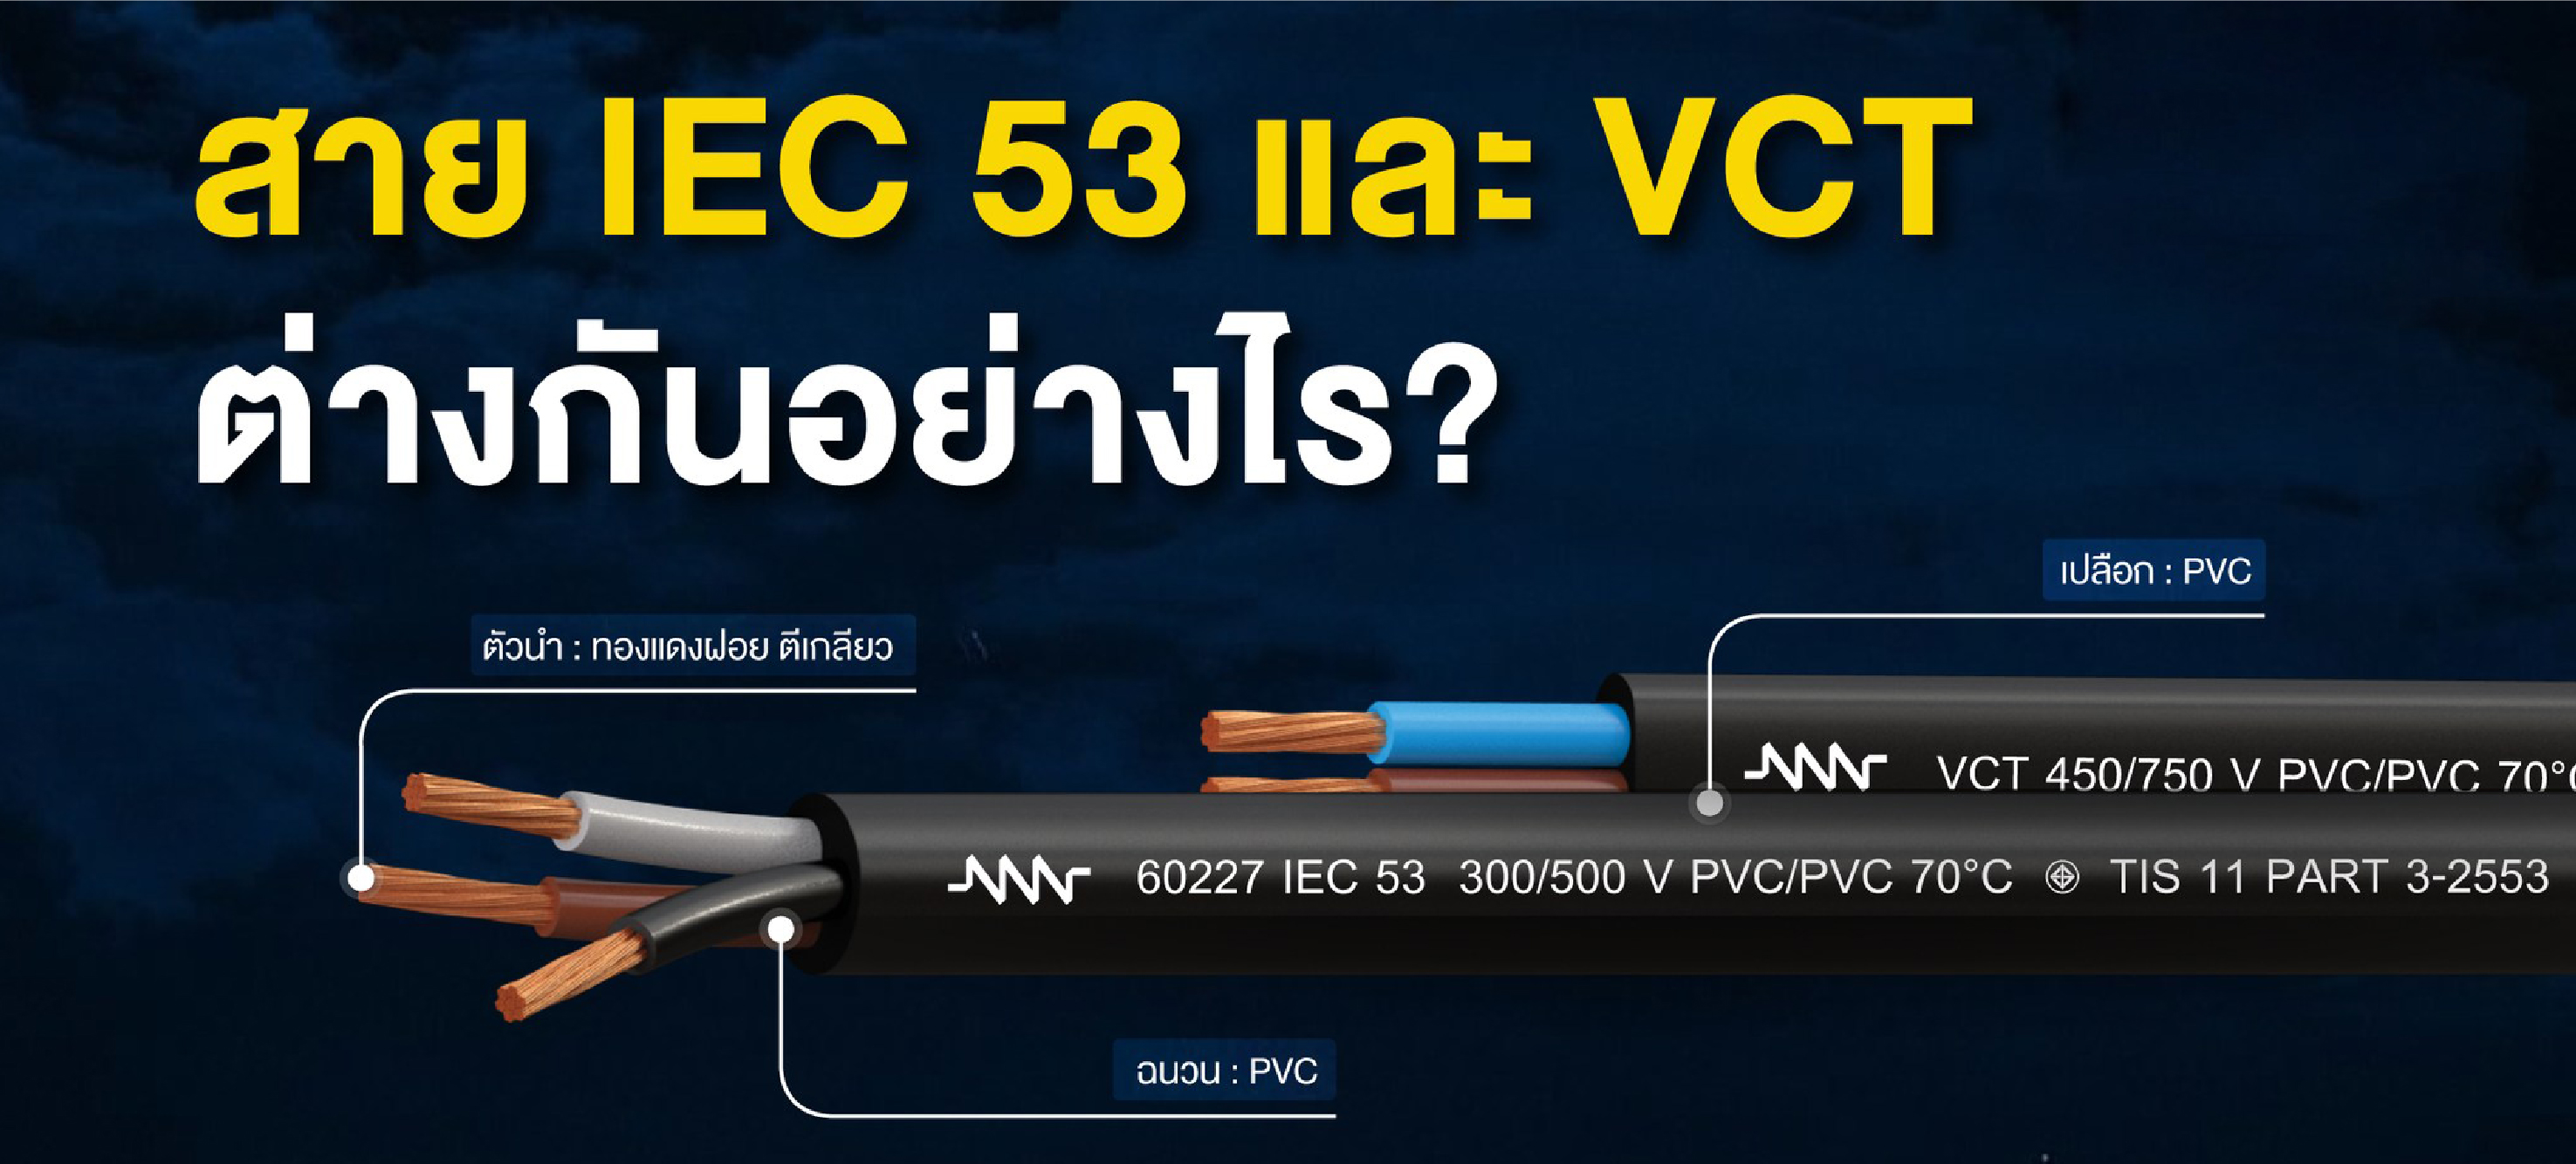 สาย IEC 53 และ VCT
ต่างกันอย่างไร?
เปลือก : PVC
ตัวนำ : ทองแดงฝอย ตีเกลียว
VCT 450/750 V PVC/PVC 70°C
60227 IEC 53 300/500 V PVC/PVC 70°C TIS 11 PART 3-2553
ฉนวน : PVC